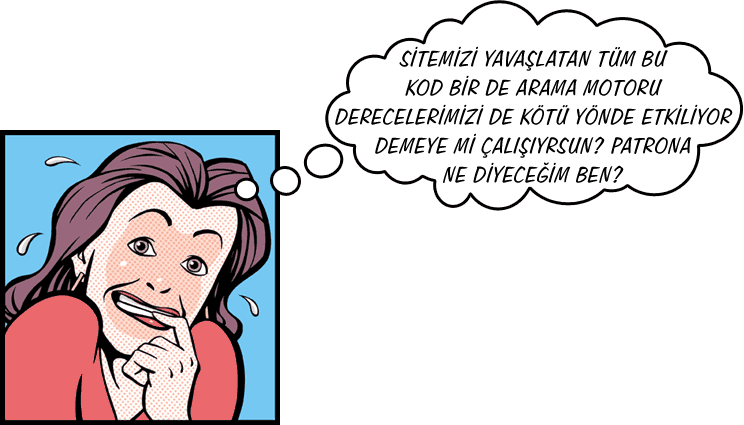 SİTEMİZİ YAVAŞLATAN TÜM BU
KOD BİR DE ARAMA MOTORU
DERECELERİMİZİ DE KÖTÜ YÖNDE ETKİLİYOR
DEMEYE Mİ ÇALIŞIYRSUN? PATRONA
NE DİYECEĞİM BEN?